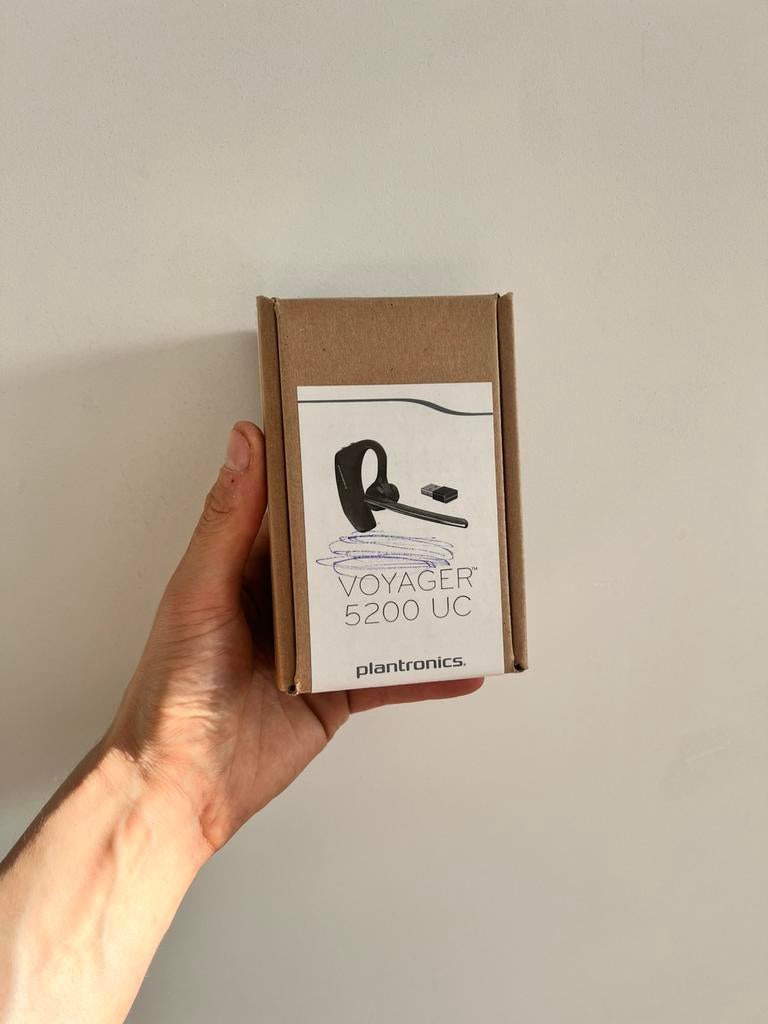 VOYAGER™
5200 UC
plantronics®